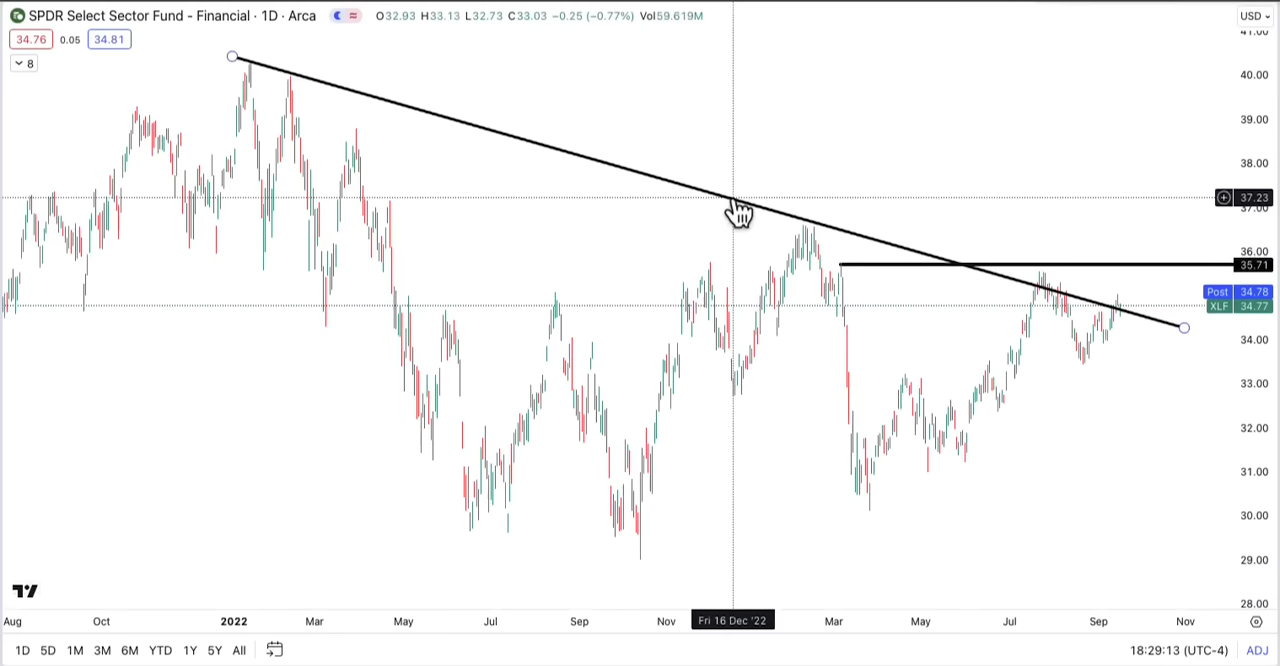 SPDR Select Sector Fund - Financial · 1D · Arca O32.93 H33.13 L32.73 C33.03 −0.25 (−0.77%) Vol59.619M USD
34.76 0.05 34.81
8
41.00
40.00
39.00
38.00
37.23
37.00
36.00
35.71
Post 34.78
XLF 34.77
34.00
33.00
32.00
31.00
30.00
29.00
28.00
Aug Oct 2022 Mar May Jul Sep Nov Fri 16 Dec '22 Mar May Jul Sep Nov
1D 5D 1M 3M 6M YTD 1Y 5Y All 18:29:13 (UTC-4) ADJ